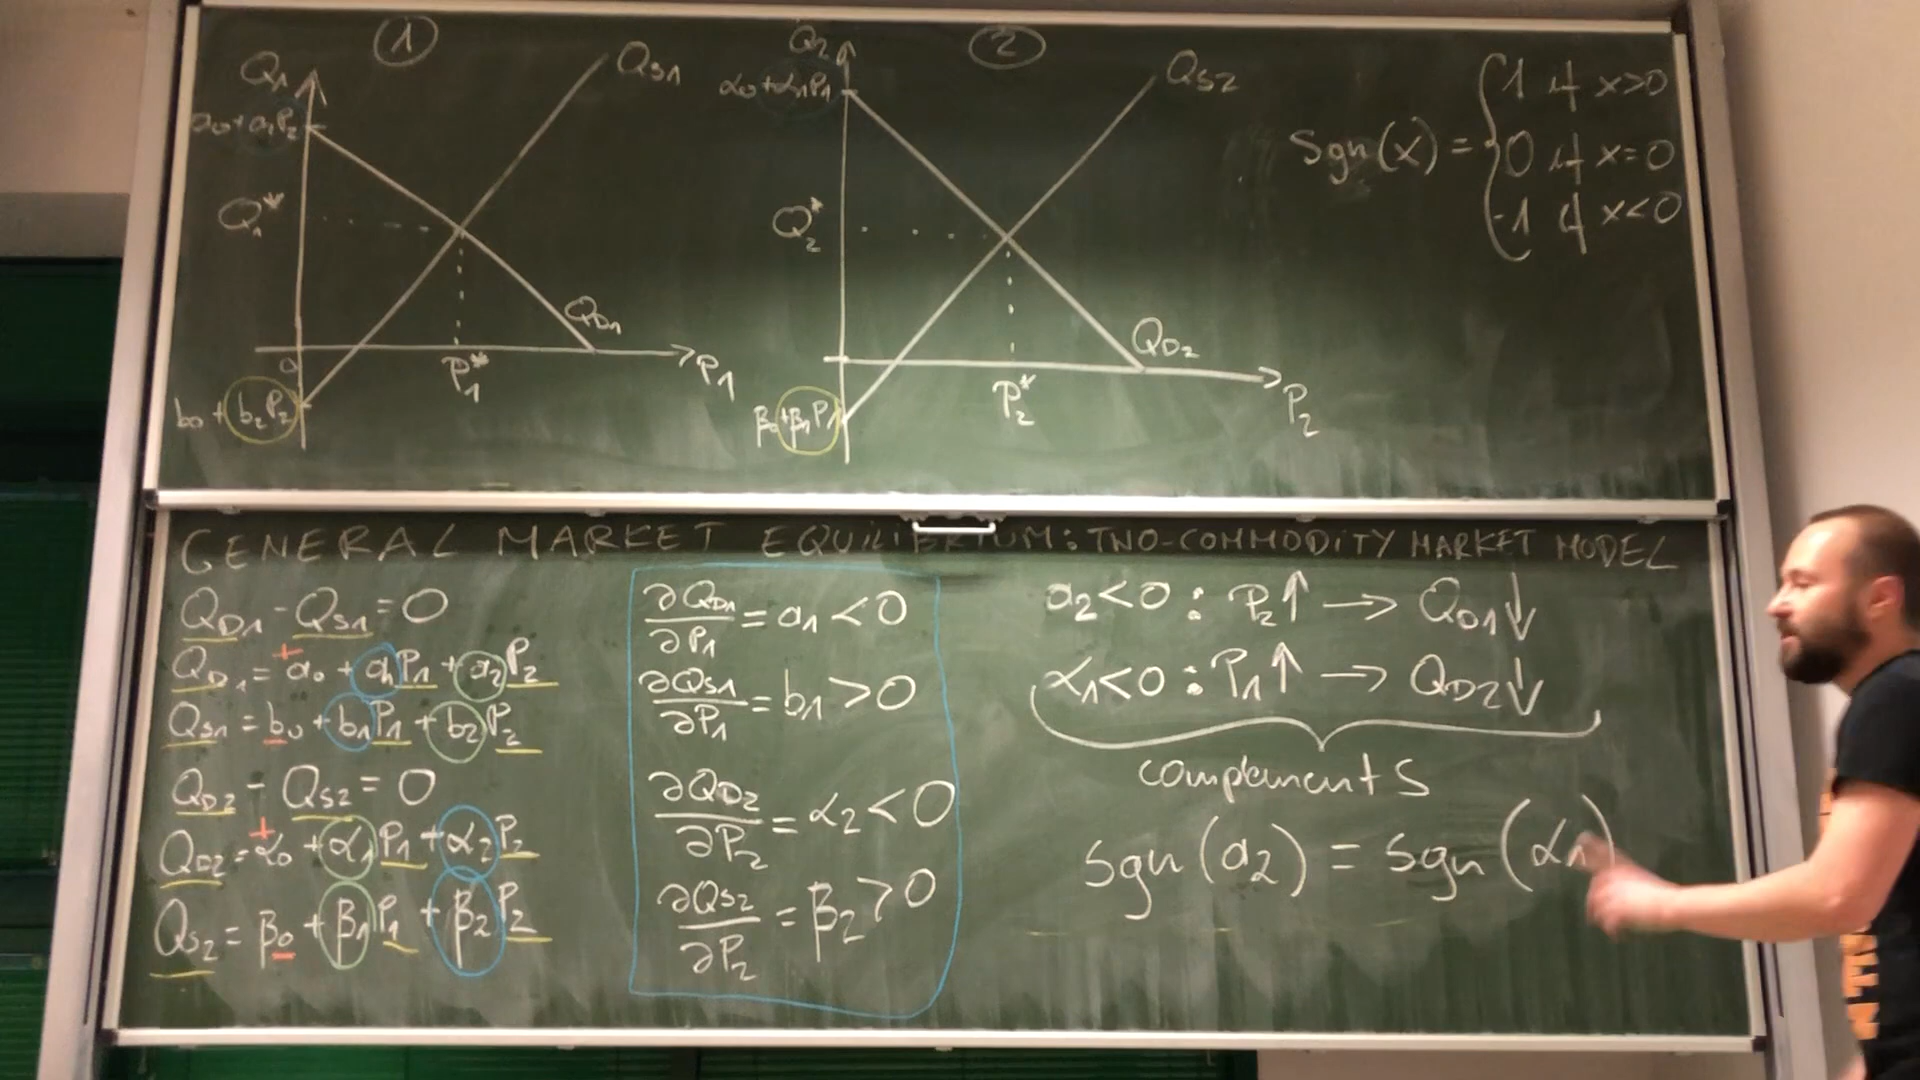 1
Q₁
Qs₁
a₀+a₁P₂
Q₁*
QD₁
0
P₁*
P₁
b₀ + b₂P₂
2
Q₂
Qs₂
α₀+α₁P₁
Q₂*
QD₂
P₂*
P₂
β₀+β₁P₁
Sgn(x) = { 1 if x>0
0 if x=0
-1 if x<0
GENERAL MARKET EQUILIBRIUM: TWO-COMMODITY MARKET MODEL
QD1 - QS1 = 0
QD1 = a₀ + a₁P₁ + a₂P₂
+
QS1 = b₀ + b₁P₁ + b₂P₂
-
QD2 - QS2 = 0
QD2 = α₀ + α₁P₁ + α₂P₂
+
QS2 = β₀ + β₁P₁ + β₂P₂
-
∂QD1/∂P1 = a₁ < 0
∂QS1/∂P1 = b₁ > 0
∂QD2/∂P2 = α₂ < 0
∂QS2/∂P2 = β₂ > 0
a₂<0 : P₂↑ → QD1↓
α₁<0 : P₁↑ → QD2↓
complements
sgn(a₂) = sgn(α₁)